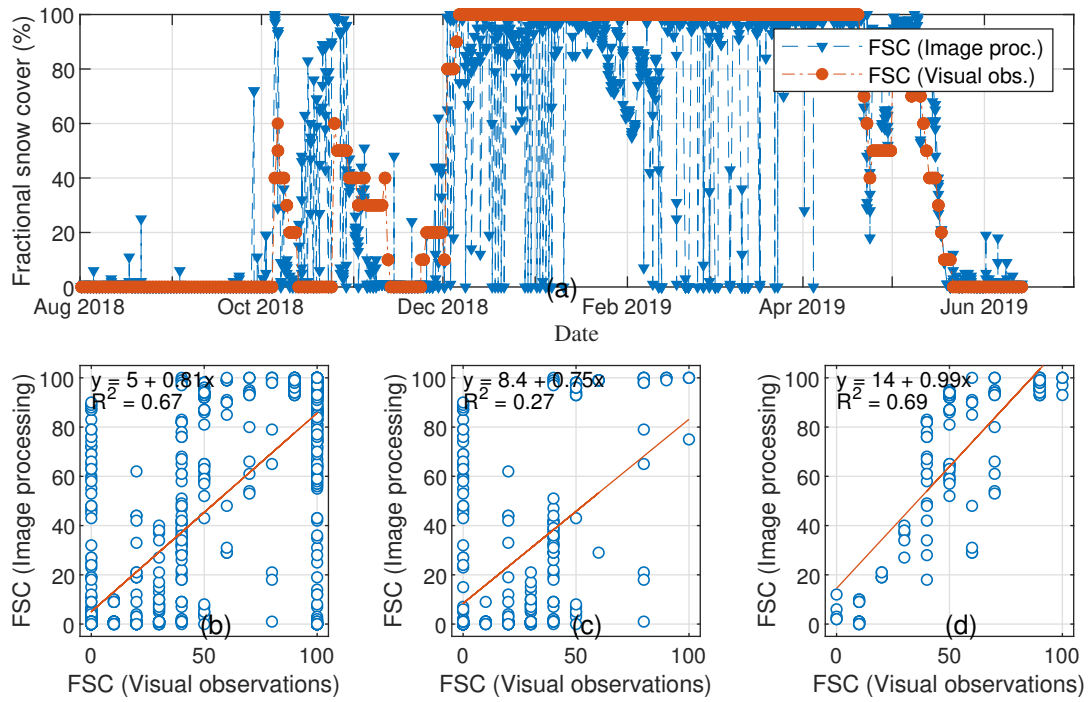 Fractional snow cover (%)
100
80
60
40
20
0
FSC (Image proc.)
FSC (Visual obs.)
Aug 2018
Oct 2018
Dec 2018
Feb 2019
Apr 2019
Jun 2019
(a)
Date
FSC (Image processing)
100
80
60
40
20
0
y = 5 + 0.81x
R² = 0.67
(b)
0 50 100
FSC (Visual observations)
FSC (Image processing)
100
80
60
40
20
0
y = 8.4 + 0.75x
R² = 0.27
(c)
0 50 100
FSC (Visual observations)
FSC (Image processing)
100
80
60
40
20
0
y = 14 + 0.99x
R² = 0.69
(d)
0 50 100
FSC (Visual observations)